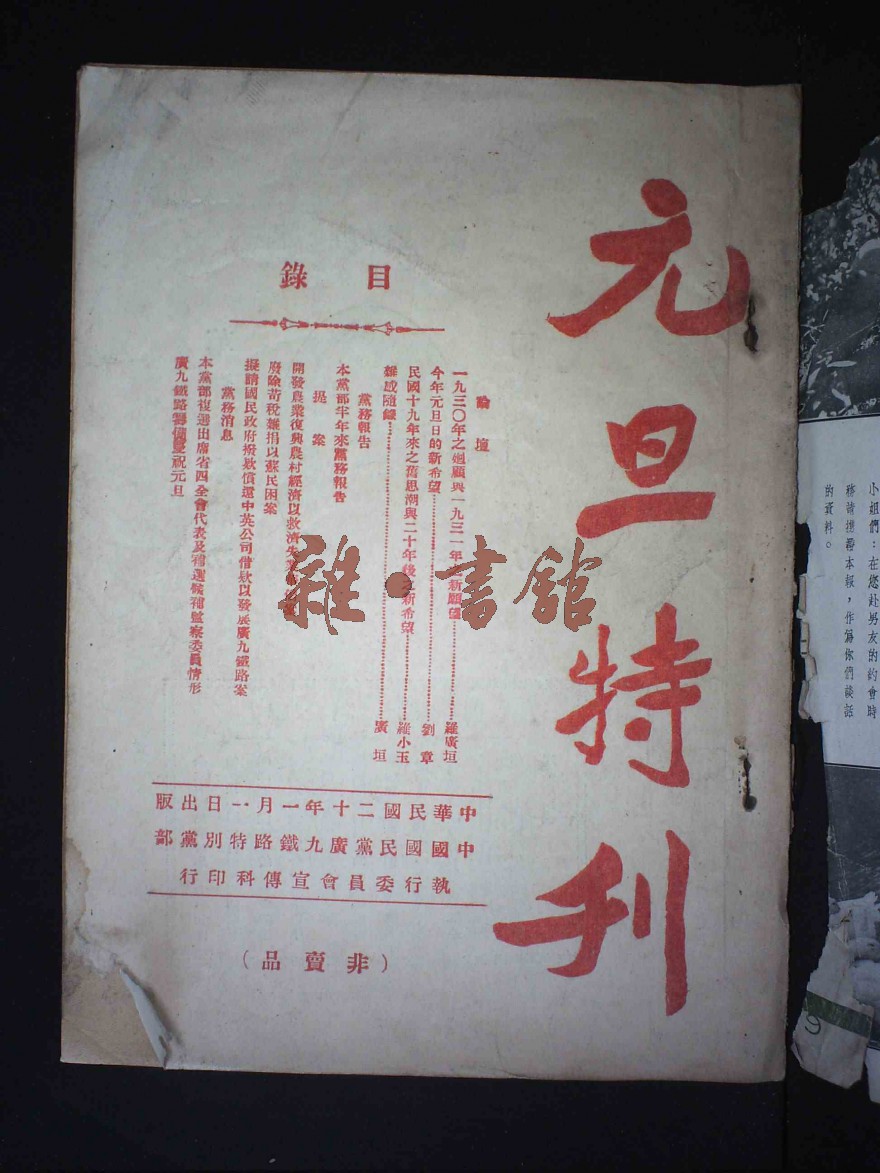 元旦特刊
目錄
論壇
一九三〇年之廻顧與一九三一年新願望 羅廣垣
今年元旦日的新希望 劉章
民國十九年來之舊思潮與二十年後之新希望 羅小玉
雜感隨錄 廣垣
黨務報告
本黨部半年來黨務報告
提案
開發農業復興農村經濟以救濟失業
廢除苛稅雜捐以蘇民困案
擬請國民政府撥欵償還中英公司借欵以發展廣九鐵路案
黨務消息
本黨部復選出席省四全會代表及補選候補監察委員情形
廣九鐵路籌備慶祝元旦
中華民國二十年一月一日出版
中國國民黨廣九鐵路特別黨部
執行委員會宣傳科印行
(非賣品)
雜·書館
小組們：在您赴男友的約會時
務請携着本報，作為你們談話
的資料。
9